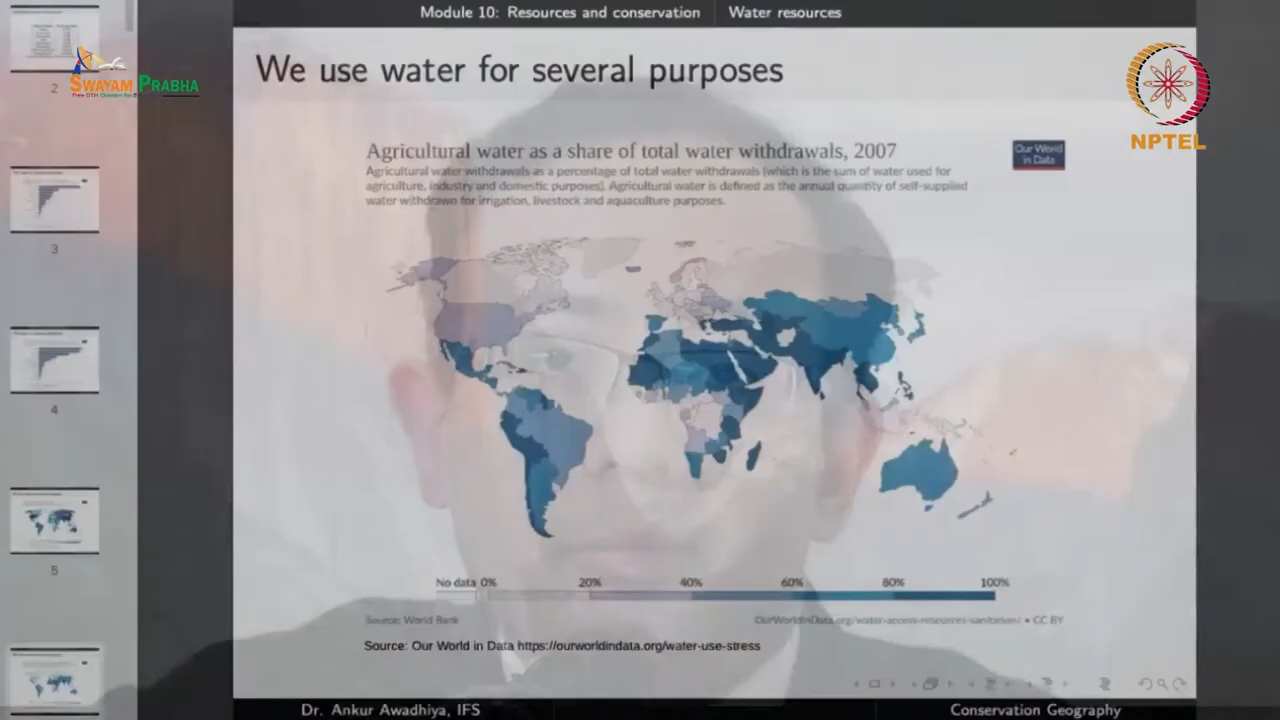 Module 10: Resources and conservation
Water resources
We use water for several purposes
SWAYAM PRABHA
2
NPTEL
Agricultural water as a share of total water withdrawals, 2007
Our World
in Data
Agricultural water withdrawals as a percentage of total water withdrawals (which is the sum of water used for
agriculture, industry and domestic purposes). Agricultural water is defined as the annual quantity of self-supplied
water withdrawn for irrigation, livestock and aquaculture purposes.
3
4
5
No data 0% 20% 40% 60% 80% 100%
Source: World Bank
OurWorldInData.org/water-access-resources-sanitation/ • CC BY
Source: Our World in Data https://ourworldindata.org/water-use-stress
Dr. Ankur Awadhiya, IFS
Conservation Geography